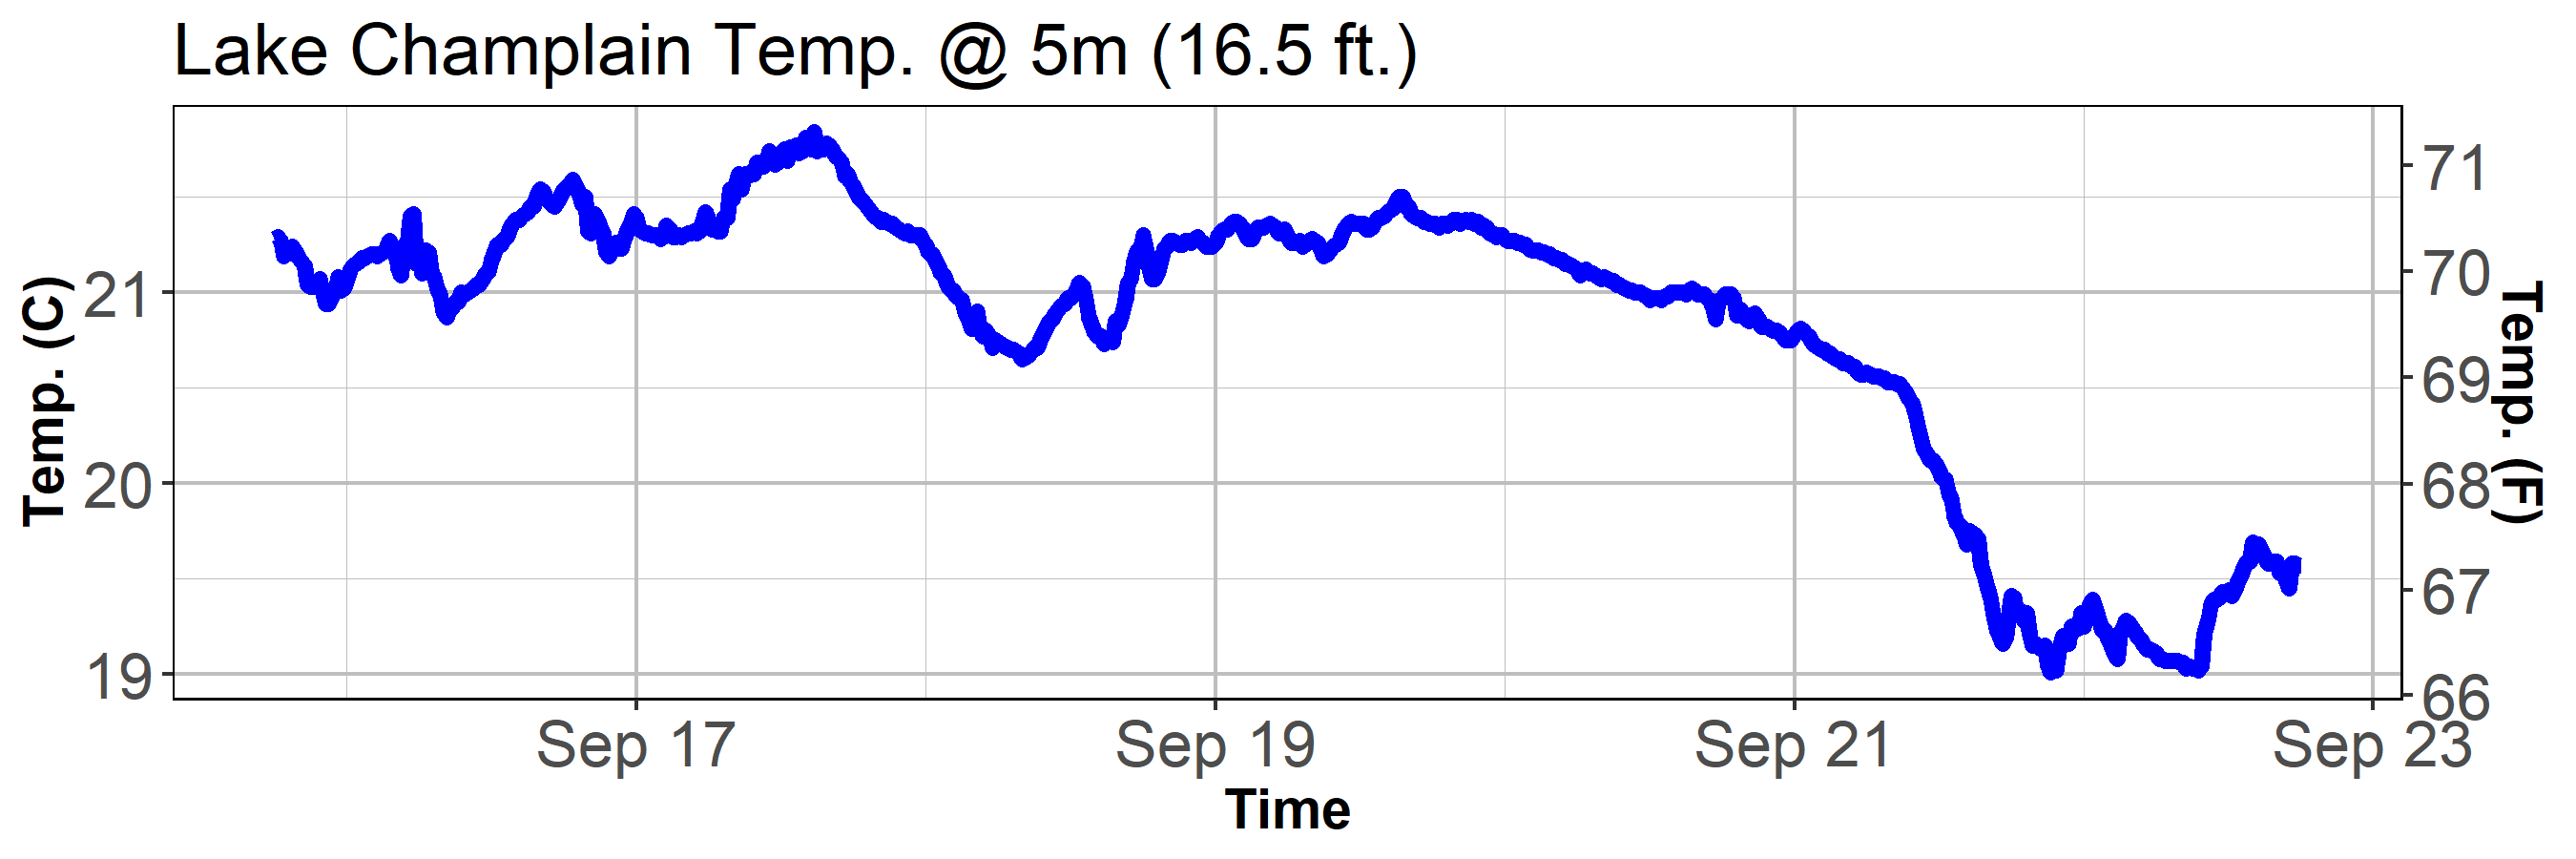 Lake Champlain Temp. @ 5m (16.5 ft.)
Temp. (C)
21
20
19
71
70
69
68
67
66
Temp. (F)
Sep 17
Sep 19
Sep 21
Sep 23
Time